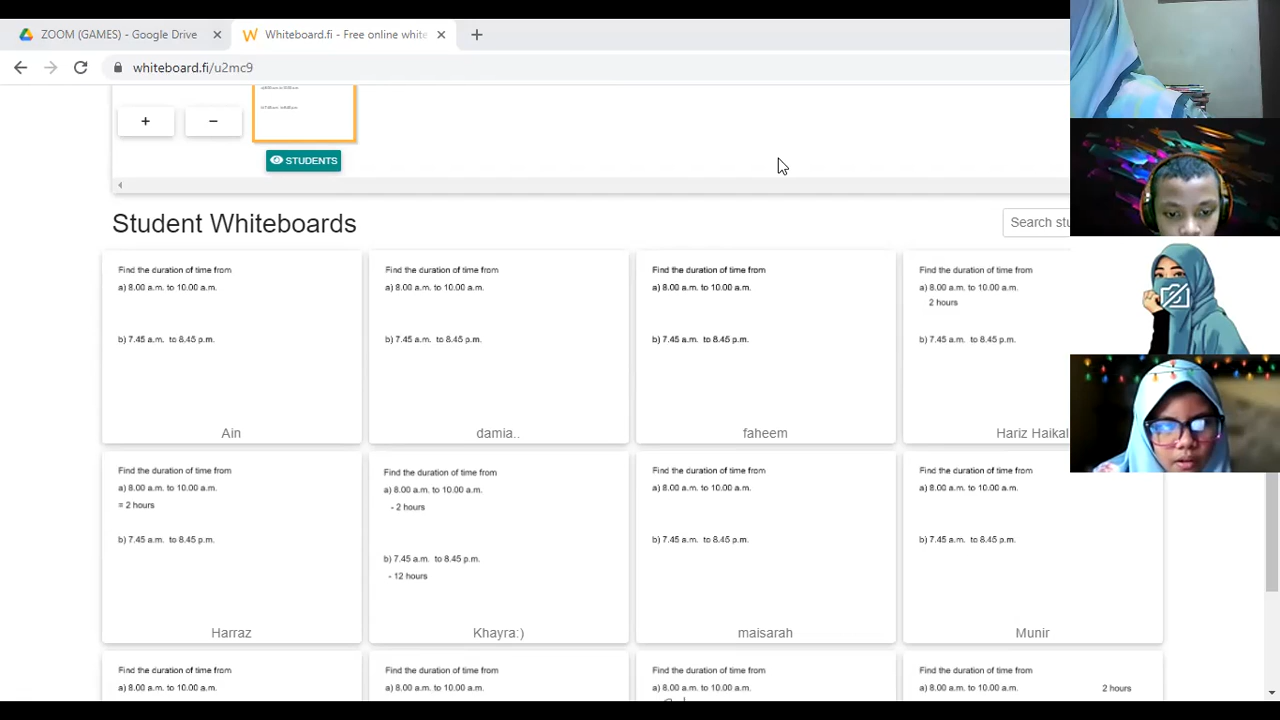 ZOOM (GAMES) - Google Drive
Whiteboard.fi - Free online white
whiteboard.fi/u2mc9
+ −
STUDENTS
Student Whiteboards
Search stu
Find the duration of time from
a) 8.00 a.m. to 10.00 a.m.
b) 7.45 a.m. to 8.45 p.m.
Ain
Find the duration of time from
a) 8.00 a.m. to 10.00 a.m.
b) 7.45 a.m. to 8.45 p.m.
damia..
Find the duration of time from
a) 8.00 a.m. to 10.00 a.m.
b) 7.45 a.m. to 8.45 p.m.
faheem
Find the duration of time from
a) 8.00 a.m. to 10.00 a.m.
2 hours
b) 7.45 a.m. to 8.45 p.m.
Hariz Haikal
Find the duration of time from
a) 8.00 a.m. to 10.00 a.m.
= 2 hours
b) 7.45 a.m. to 8.45 p.m.
Harraz
Find the duration of time from
a) 8.00 a.m. to 10.00 a.m.
- 2 hours
b) 7.45 a.m. to 8.45 p.m.
- 12 hours
Khayra:)
Find the duration of time from
a) 8.00 a.m. to 10.00 a.m.
b) 7.45 a.m. to 8.45 p.m.
maisarah
Find the duration of time from
a) 8.00 a.m. to 10.00 a.m.
b) 7.45 a.m. to 8.45 p.m.
Munir
Find the duration of time from
a) 8.00 a.m. to 10.00 a.m.
Find the duration of time from
a) 8.00 a.m. to 10.00 a.m.
Find the duration of time from
a) 8.00 a.m. to 10.00 a.m.
Find the duration of time from
a) 8.00 a.m. to 10.00 a.m. 2 hours